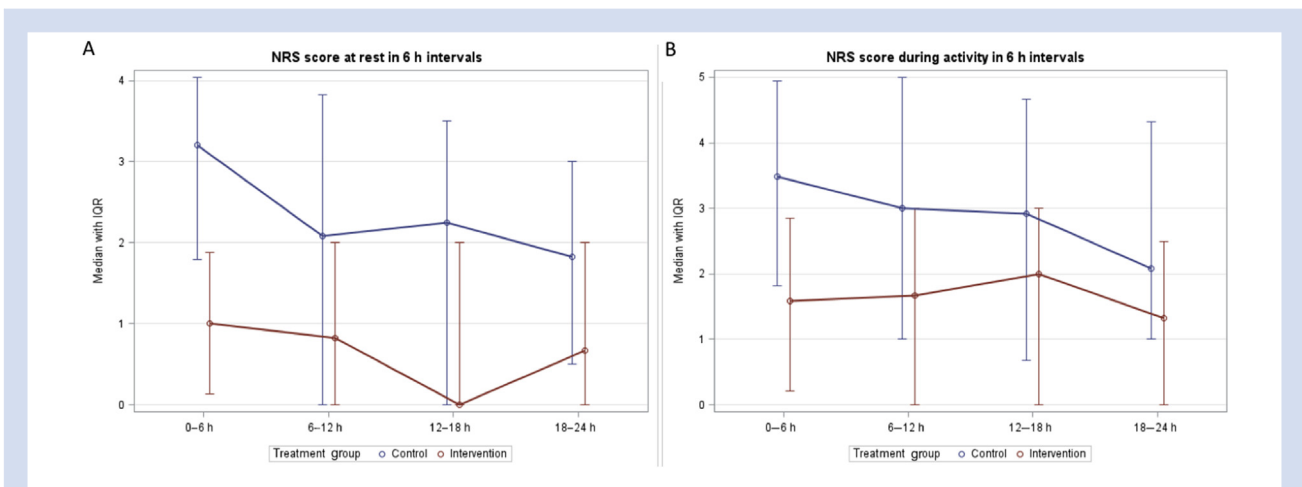 A
NRS score at rest in 6 h intervals
Median with IQR
4
3
2
1
0
0–6 h 6–12 h 12–18 h 18–24 h
Treatment group Control Intervention
B
NRS score during activity in 6 h intervals
Median with IQR
5
4
3
2
1
0
0–6 h 6–12 h 12–18 h 18–24 h
Treatment group Control Intervention